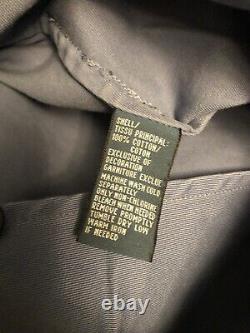 SHELL/
TISSU PRINCIPAL:
100% COTTON/
COTON
EXCLUSIVE OF
DECORATION
GARNITURE EXCLUE
MACHINE WASH COLD
SEPARATELY
ONLY NON-CHLORINE
BLEACH WHEN NEEDED
REMOVE PROMPTLY
TUMBLE DRY LOW
WARM IRON
IF NEEDED